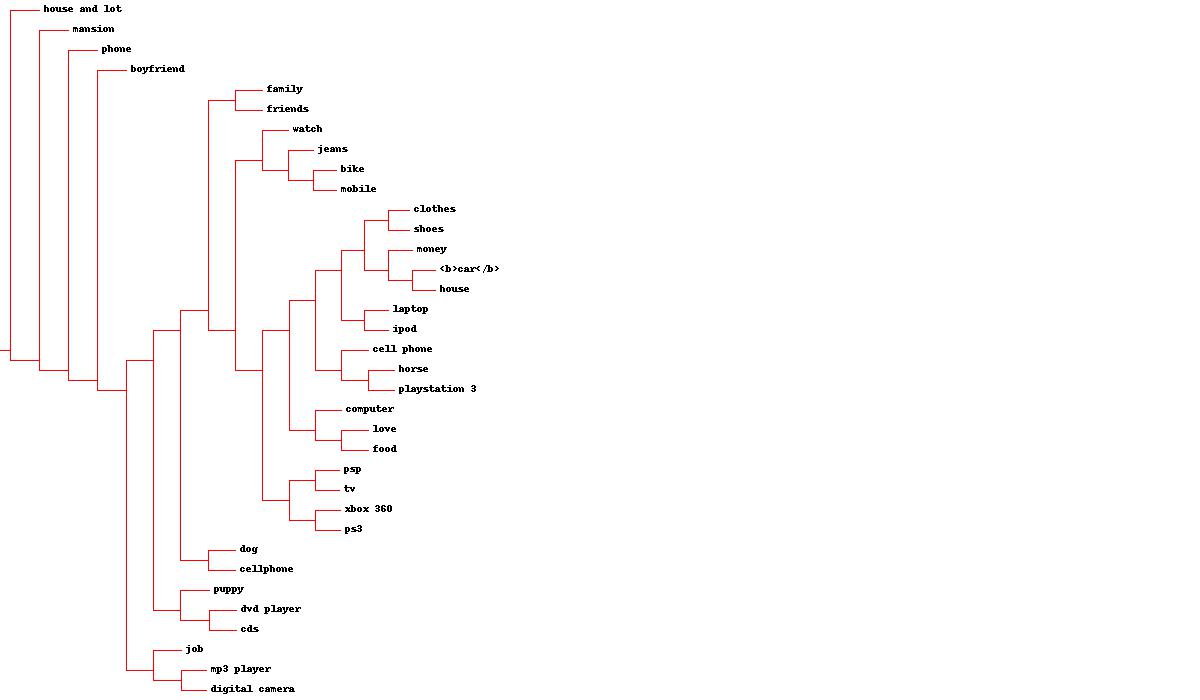 house and lot
mansion
phone
boyfriend
family
friends
watch
jeans
bike
mobile
clothes
shoes
money
<b>car</b>
house
laptop
ipod
cell phone
horse
playstation 3
computer
love
food
psp
tv
xbox 360
ps3
dog
cellphone
puppy
dvd player
cds
job
mp3 player
digital camera